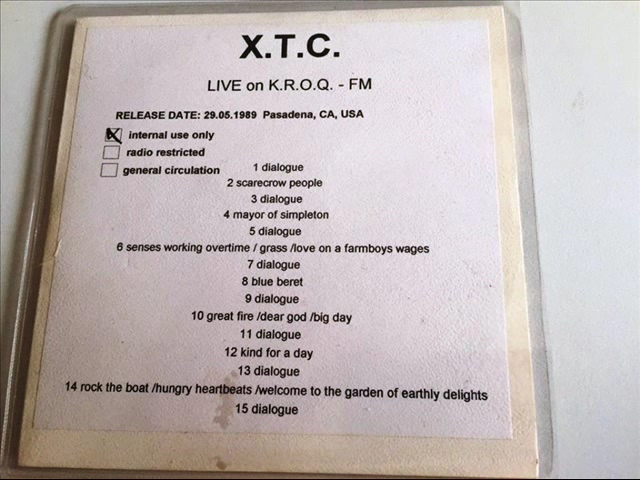 X.T.C.
LIVE on K.R.O.Q. - FM
RELEASE DATE: 29.05.1989 Pasadena, CA, USA
internal use only
radio restricted
general circulation
1 dialogue
2 scarecrow people
3 dialogue
4 mayor of simpleton
5 dialogue
6 senses working overtime / grass /love on a farmboys wages
7 dialogue
8 blue beret
9 dialogue
10 great fire /dear god /big day
11 dialogue
12 kind for a day
13 dialogue
14 rock the boat /hungry heartbeats /welcome to the garden of earthly delights
15 dialogue